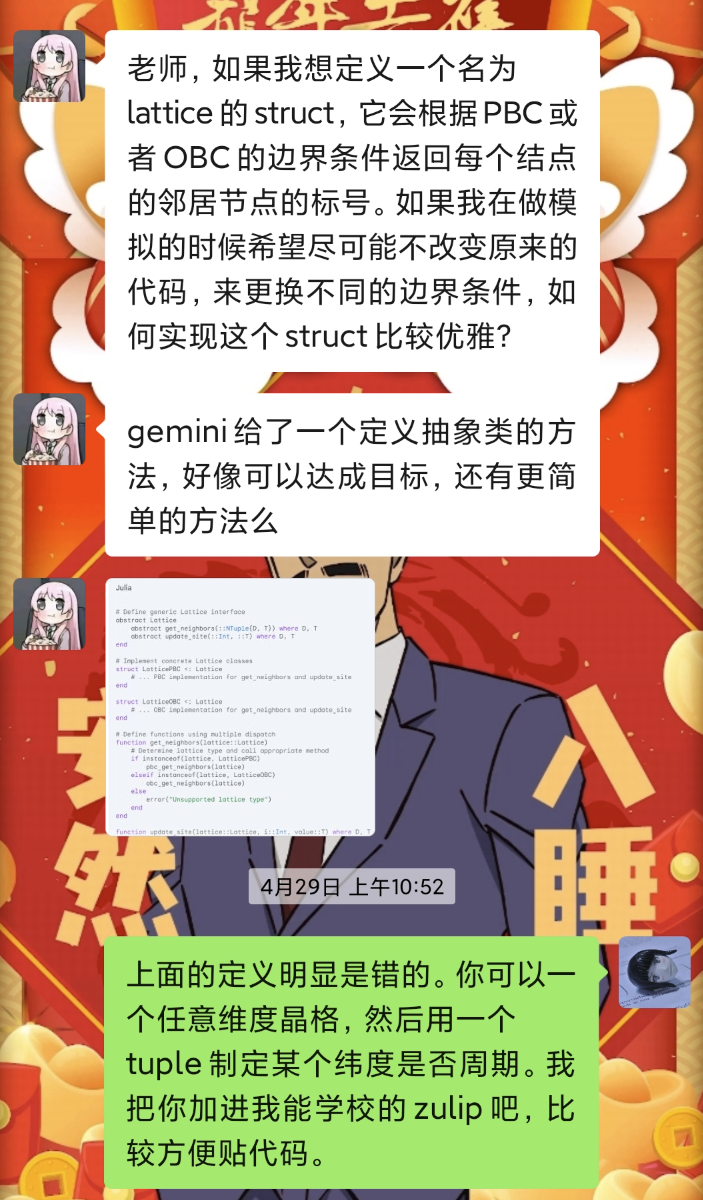 老师，如果我想定义一个名为
lattice 的 struct，它会根据 PBC 或
者 OBC 的边界条件返回每个结点
的邻居节点的标号。如果我在做模
拟的时候希望尽可能不改变原来的
代码，来更换不同的边界条件，如
何实现这个 struct 比较优雅？
gemini 给了一个定义抽象类的方
法，好像可以达成目标，还有更简
单的方法么
Julia
# Define generic Lattice interface
abstract Lattice
abstract get_neighbors(::NTuple{D, T}) where D, T
abstract update_site(::Int, ::T) where D, T
end
# Implement concrete Lattice classes
struct LatticePBC <: Lattice
# ... PBC implementation for get_neighbors and update_site
end
struct LatticeOBC <: Lattice
# ... OBC implementation for get_neighbors and update_site
end
# Define functions using multiple dispatch
function get_neighbors(lattice::Lattice)
# Determine lattice type and call appropriate method
if instanceof(lattice, LatticePBC)
pbc_get_neighbors(lattice)
elseif instanceof(lattice, LatticeOBC)
obc_get_neighbors(lattice)
else
error("Unsupported lattice type")
end
end
function update_site(lattice::Lattice, i::Int, value::T) where D, T
安然
八睡
4月29日 上午10:52
上面的定义明显是错的。你可以一
个任意维度晶格，然后用一个
tuple 制定某个纬度是否周期。我
把你加进我能学校的 zulip 吧，比
较方便贴代码。